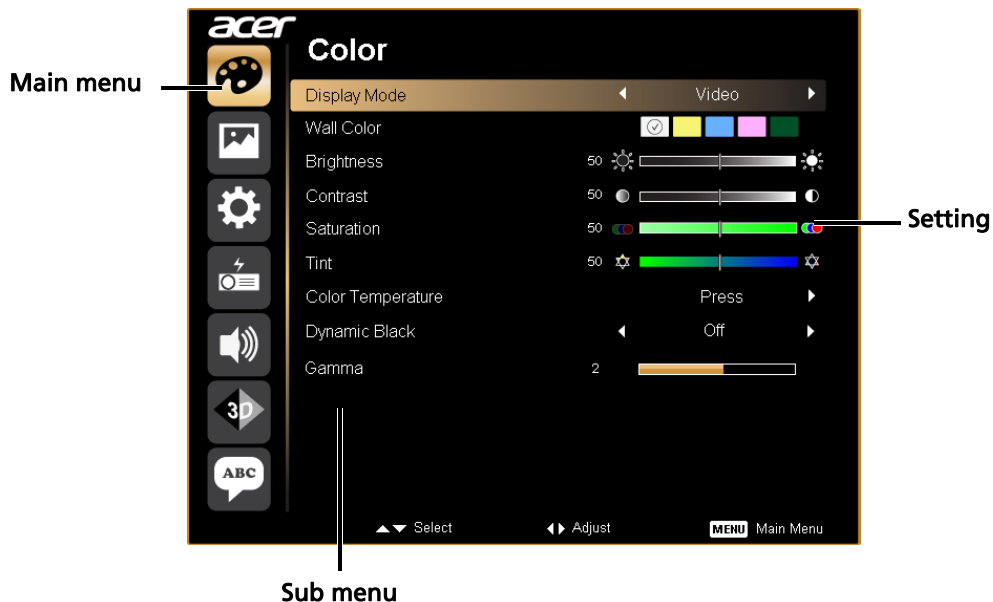 acer
Color
Main menu
Display Mode Video
Wall Color
Brightness 50
Contrast 50
Saturation 50
Setting
Tint 50
Color Temperature Press
Dynamic Black Off
Gamma 2
3D
ABC
Select Adjust MENU Main Menu
Sub menu